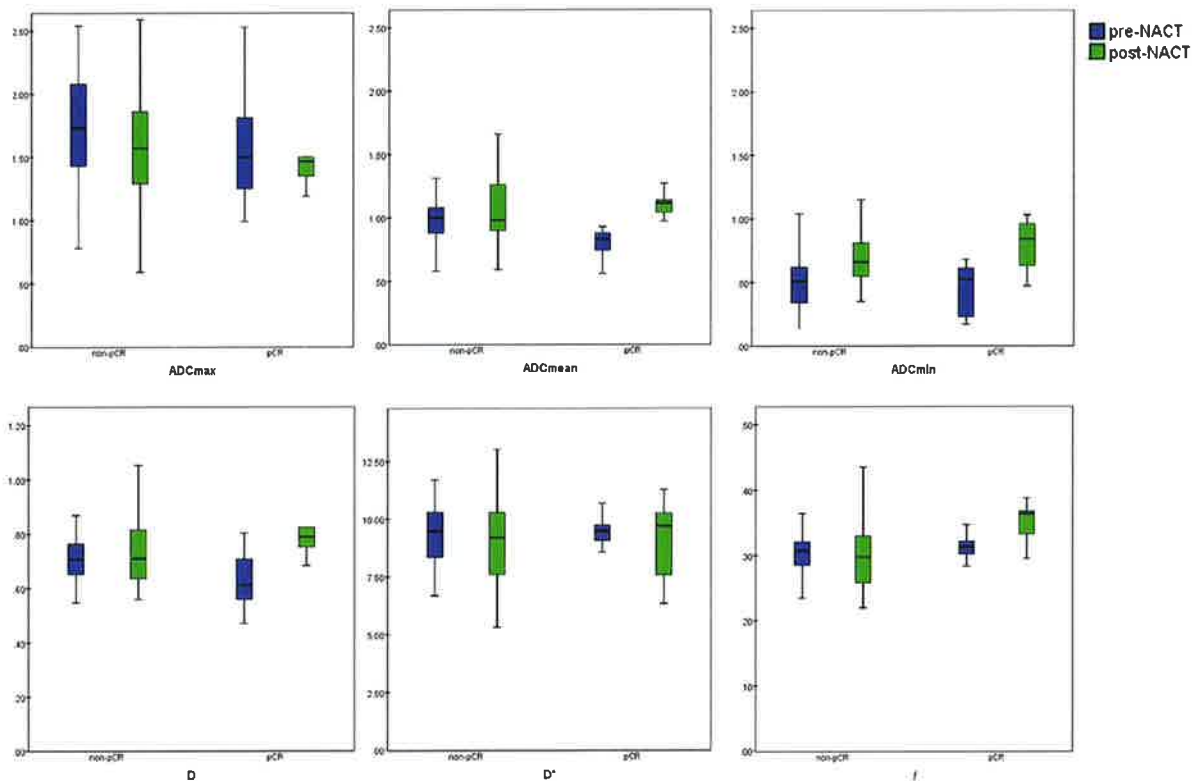 2.50
2.00
1.50
1.00
.50
.00
non-pCR pCR
ADCmax
2.50
2.00
1.50
1.00
.50
.00
non-pCR pCR
ADCmean
2.50
2.00
1.50
1.00
.50
.00
non-pCR pCR
ADCmin
pre-NACT
post-NACT
1.20
1.00
.80
.60
.40
.20
.00
non-pCR pCR
D
12.50
10.00
7.50
5.00
2.50
.00
non-pCR pCR
D*
.50
.40
.30
.20
.10
.00
non-pCR pCR
f